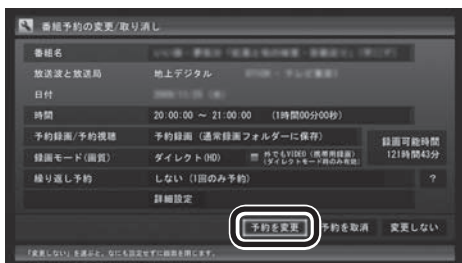 番組予約の変更/取り消し
番組名
放送波と放送局 地上デジタル
日付
時間 20:00:00 ～ 21:00:00 (1時間00分00秒)
予約録画/予約視聴 予約録画 (通常録画フォルダーに保存)
録画可能時間
121時間43分
録画モード(画質) ダイレクト(HD) 外でもVIDEO (携帯用録画)
(ダイレクトモード時のみ有効)
繰り返し予約 しない (1回のみ予約) ?
詳細設定
予約を変更 予約を取消 変更しない
「変更しない」を選ぶと、なにも設定せずに画面を閉じます。